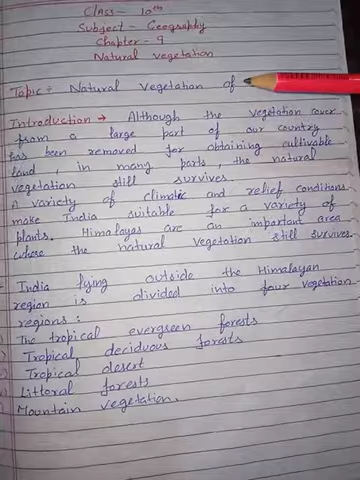 Class - 10th
Subject - Geography
Chapter - 9
Natural vegetation
Topic :- Natural Vegetation of
Introduction → Although the vegetation cover
from a large part of our country
has been removed for obtaining cultivable
land, in many parts the natural
vegetation still survives.
A variety of climatic and relief conditions
make India suitable for a variety of
plants. Himalayas are an important area
where the natural vegetation still survives.
India lying outside the Himalayan
region is divided into four vegetation
regions:
The tropical evergreen forests
Tropical deciduous forests
Tropical desert
Littoral forests
Mountain vegetation.